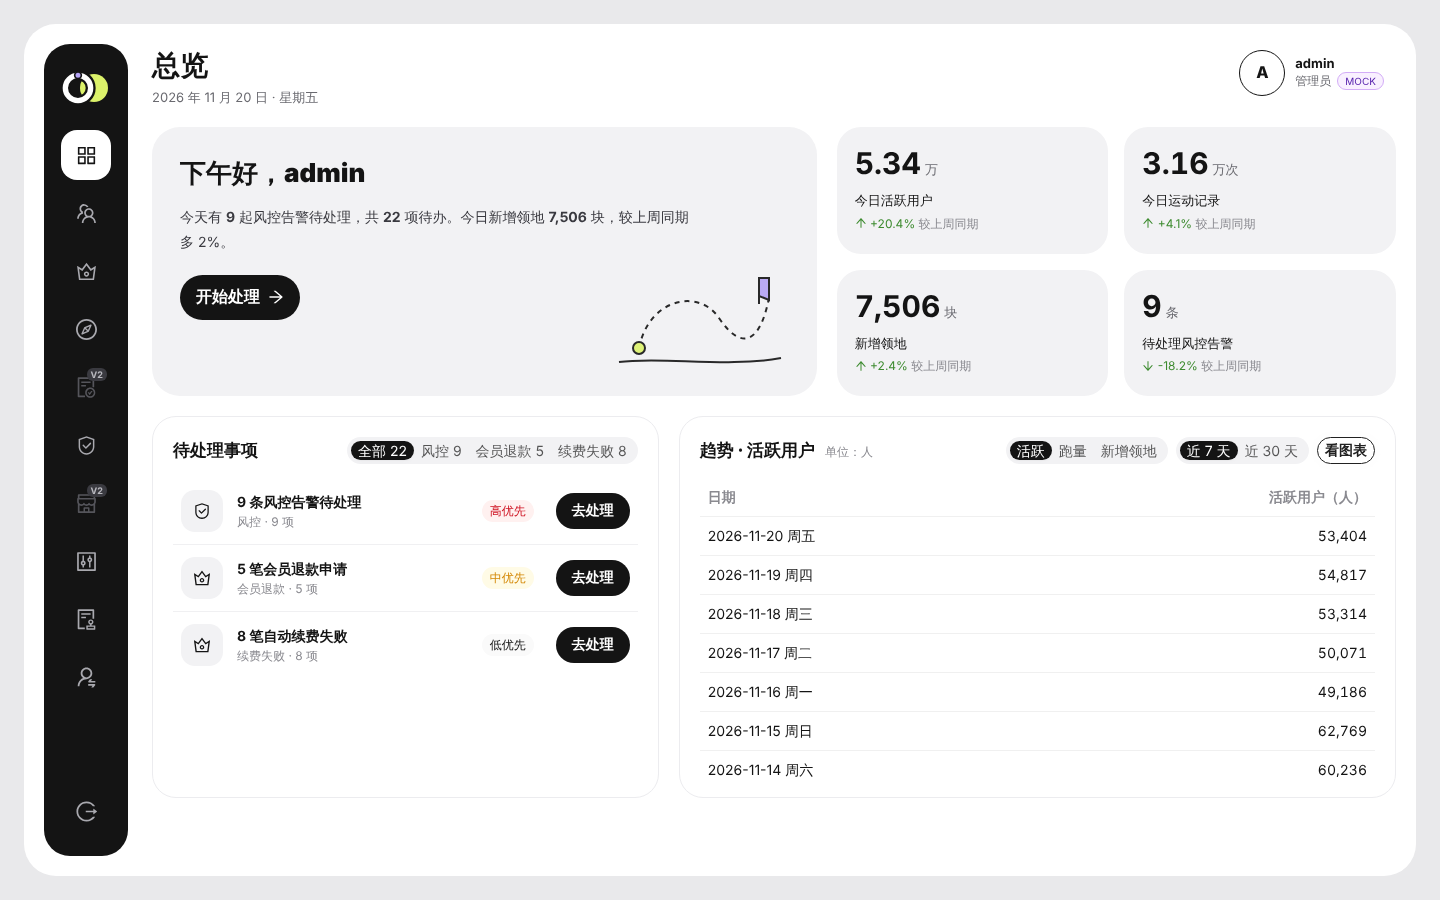 总览
2026 年 11 月 20 日 · 星期五
A
admin
管理员 MOCK
V2
V2
下午好，admin
今天有 9 起风控告警待处理，共 22 项待办。今日新增领地 7,506 块，较上周同期
多 2%。
开始处理
5.34 万
今日活跃用户
+20.4% 较上周同期
3.16 万次
今日运动记录
+4.1% 较上周同期
7,506 块
新增领地
+2.4% 较上周同期
9 条
待处理风控告警
-18.2% 较上周同期
待处理事项 全部 22 风控 9 会员退款 5 续费失败 8
9 条风控告警待处理
风控 · 9 项
高优先 去处理
5 笔会员退款申请
会员退款 · 5 项
中优先 去处理
8 笔自动续费失败
续费失败 · 8 项
低优先 去处理
趋势 · 活跃用户 单位：人 活跃 跑量 新增领地 近 7 天 近 30 天 看图表
日期 活跃用户（人）
2026-11-20 周五 53,404
2026-11-19 周四 54,817
2026-11-18 周三 53,314
2026-11-17 周二 50,071
2026-11-16 周一 49,186
2026-11-15 周日 62,769
2026-11-14 周六 60,236